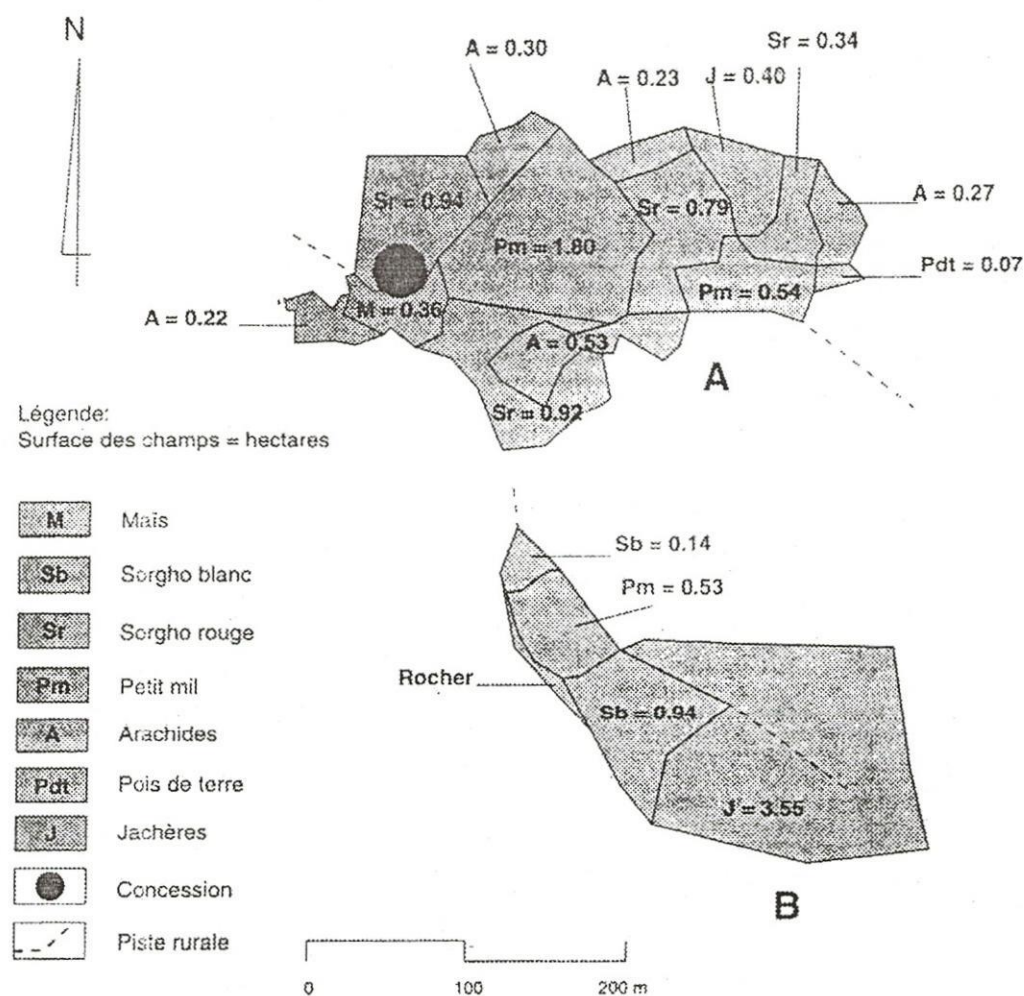 N
A = 0.30
Sr = 0.34
A = 0.23
J = 0.40
A = 0.27
Sr = 0.94
Sr = 0.79
Pm = 1.80
Pdt = 0.07
Pm = 0.54
M = 0.36
A = 0.22
A = 0.53
A
Sr = 0.92
Légende:
Surface des champs = hectares
M Maïs
Sb Sorgho blanc
Sr Sorgho rouge
Pm Petit mil
A Arachides
Pdt Pois de terre
J Jachères
Concession
Piste rurale
Sb = 0.14
Pm = 0.53
Rocher
Sb = 0.94
J = 3.55
B
0 100 200 m